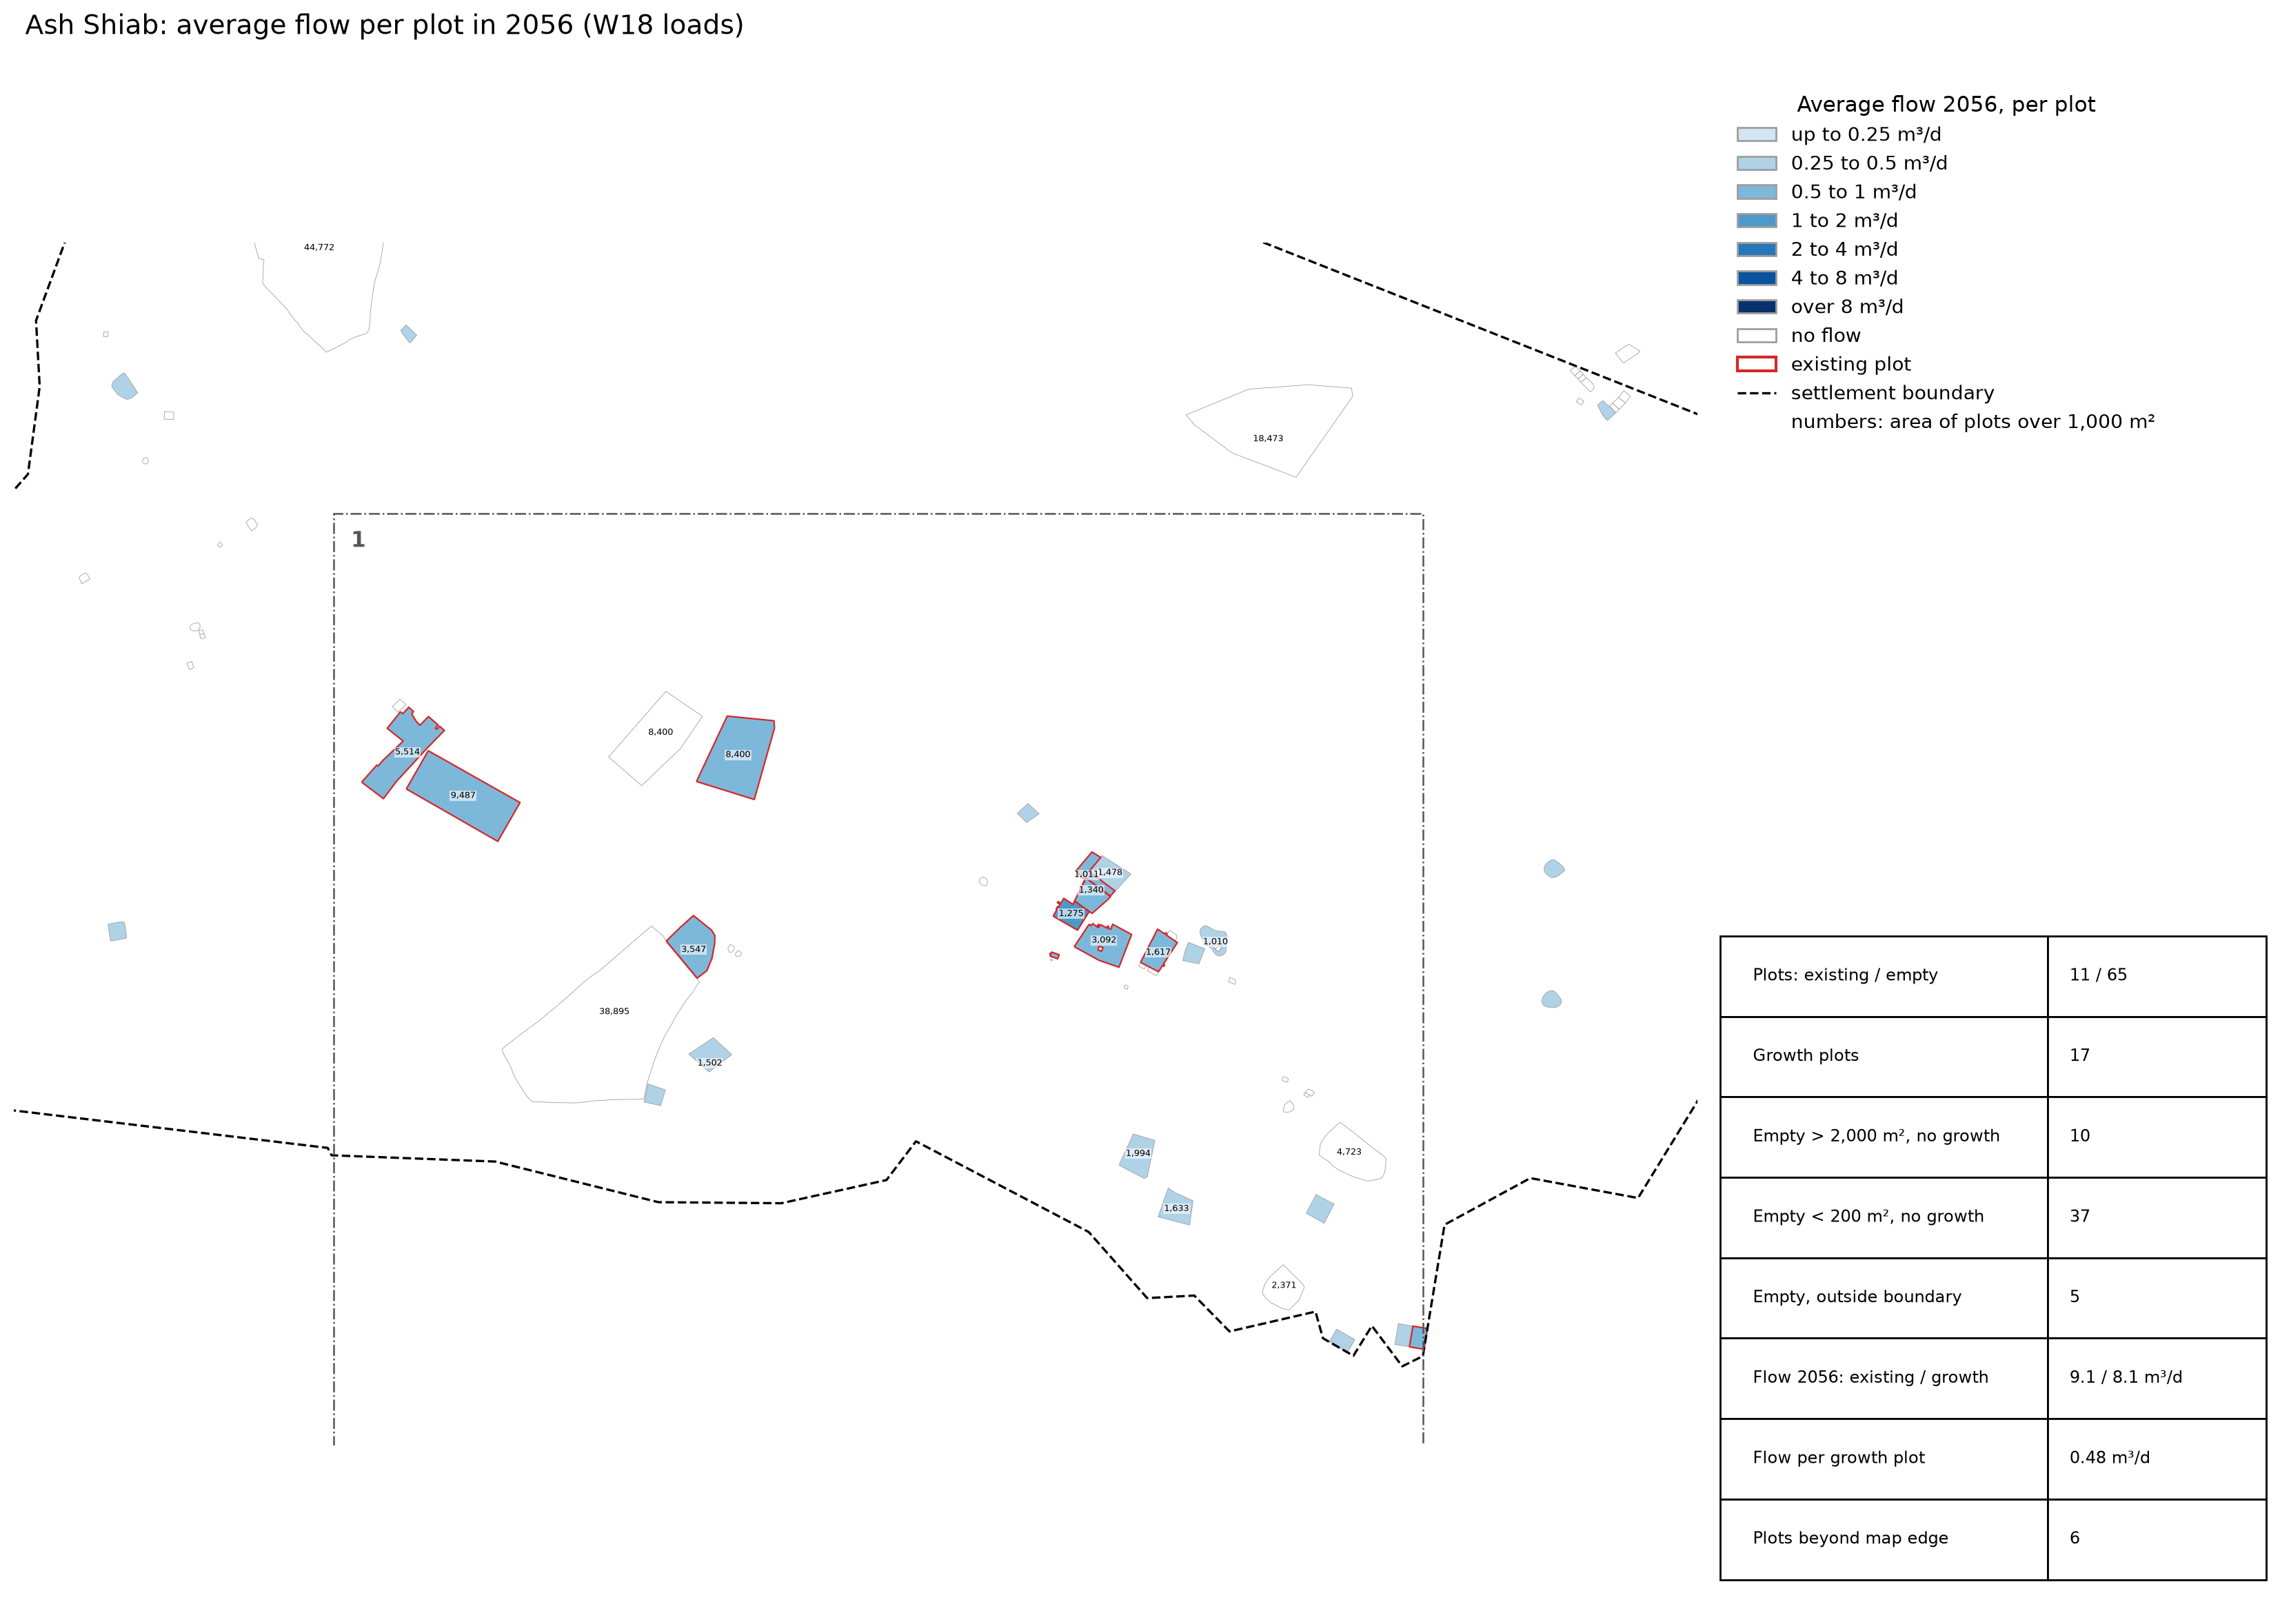 Ash Shiab: average flow per plot in 2056 (W18 loads)
Average flow 2056, per plot
up to 0.25 m³/d
0.25 to 0.5 m³/d
0.5 to 1 m³/d
1 to 2 m³/d
2 to 4 m³/d
4 to 8 m³/d
over 8 m³/d
no flow
existing plot
settlement boundary
numbers: area of plots over 1,000 m²
44,772
18,473
1
8,400
5,514
8,400
9,487
1,011
1,478
1,340
1,275
3,092
1,617
1,010
3,547
38,895
1,502
1,994
4,723
1,633
2,371
Plots: existing / empty 11 / 65
Growth plots 17
Empty > 2,000 m², no growth 10
Empty < 200 m², no growth 37
Empty, outside boundary 5
Flow 2056: existing / growth 9.1 / 8.1 m³/d
Flow per growth plot 0.48 m³/d
Plots beyond map edge 6